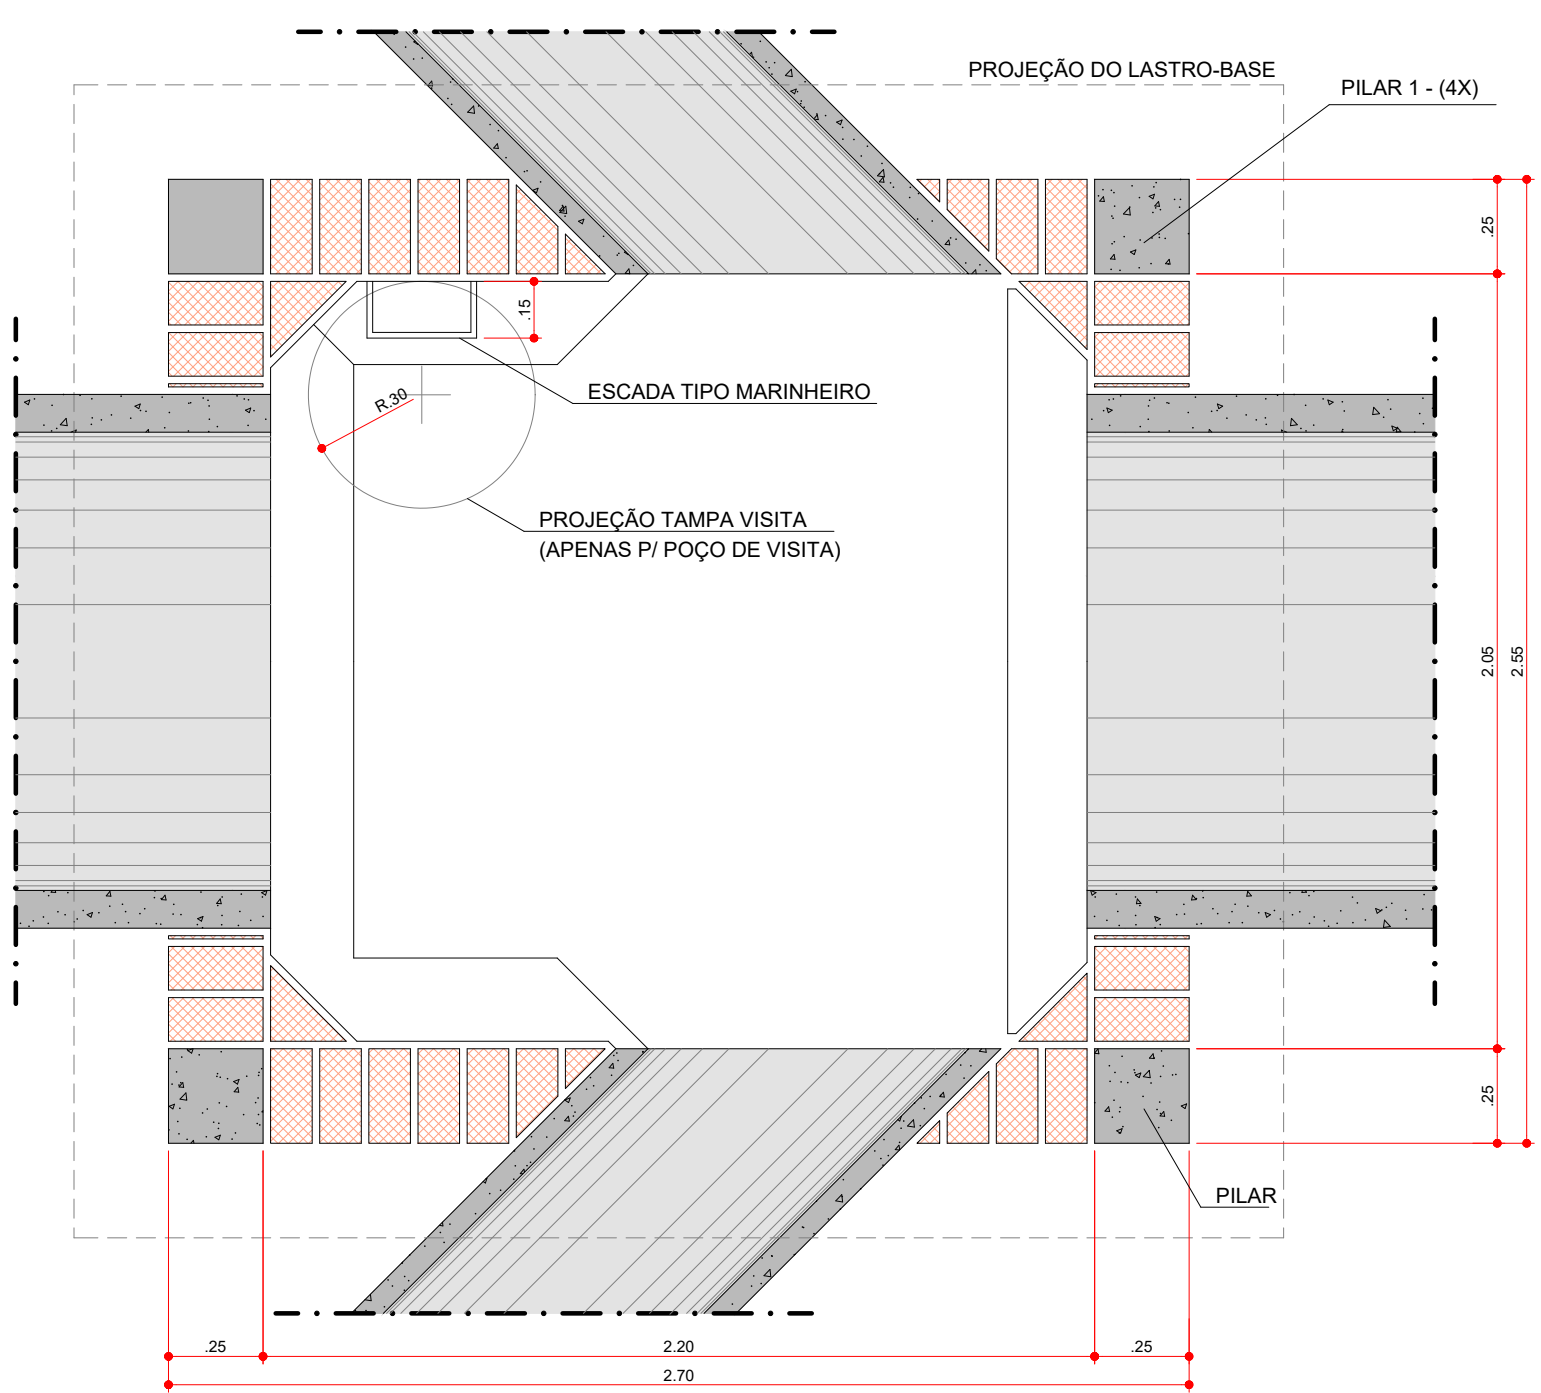 PROJEÇÃO DO LASTRO-BASE
PILAR 1 - (4X)
.25
.15
ESCADA TIPO MARINHEIRO
R.30
PROJEÇÃO TAMPA VISITA
(APENAS P/ POÇO DE VISITA)
2.05
2.55
.25
PILAR
.25
2.20
.25
2.70